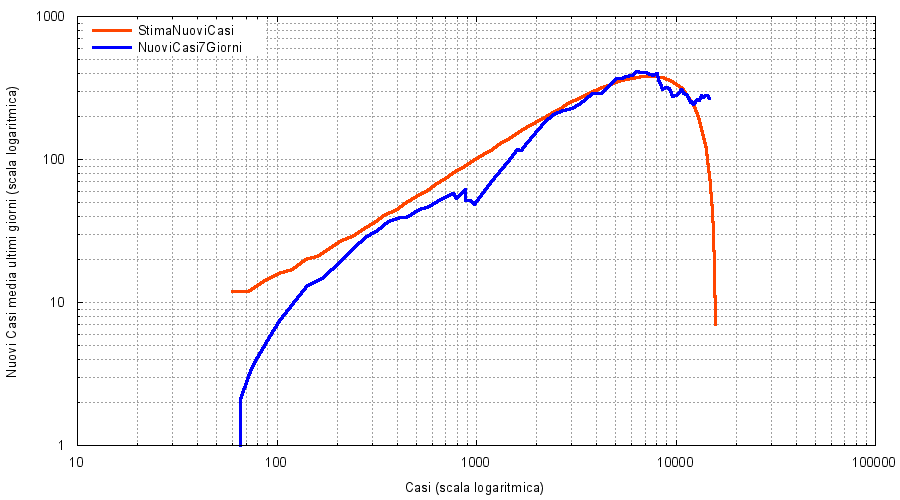 1000
StimaNuoviCasi
NuoviCasi7Giorni
100
10
1
Nuovi Casi media ultimi giorni (scala logaritmica)
10
100
1000
10000
100000
Casi (scala logaritmica)